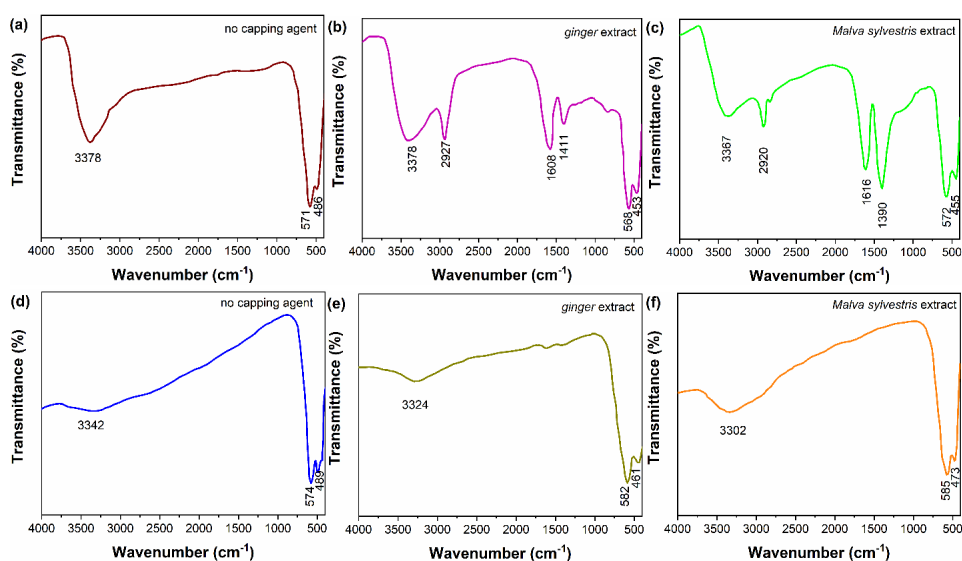 (a)
no capping agent
Transmittance (%)
3378
571
486
4000 3500 3000 2500 2000 1500 1000 500
Wavenumber (cm⁻¹)
(b)
ginger extract
Transmittance (%)
3378
2927
1608
1411
568
453
4000 3500 3000 2500 2000 1500 1000 500
Wavenumber (cm⁻¹)
(c)
Malva sylvestris extract
Transmittance (%)
3367
2920
1616
1390
572
455
4000 3500 3000 2500 2000 1500 1000 500
Wavenumber (cm⁻¹)
(d)
no capping agent
Transmittance (%)
3342
574
489
4000 3500 3000 2500 2000 1500 1000 500
Wavenumber (cm⁻¹)
(e)
ginger extract
Transmittance (%)
3324
582
461
4000 3500 3000 2500 2000 1500 1000 500
Wavenumber (cm⁻¹)
(f)
Malva sylvestris extract
Transmittance (%)
3302
585
473
4000 3500 3000 2500 2000 1500 1000 500
Wavenumber (cm⁻¹)